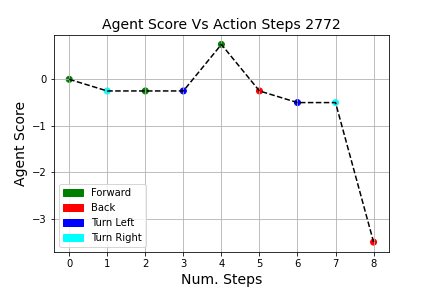 Agent Score Vs Action Steps 2772
Agent Score
0
−1
−2
−3
Forward
Back
Turn Left
Turn Right
0 1 2 3 4 5 6 7 8
Num. Steps